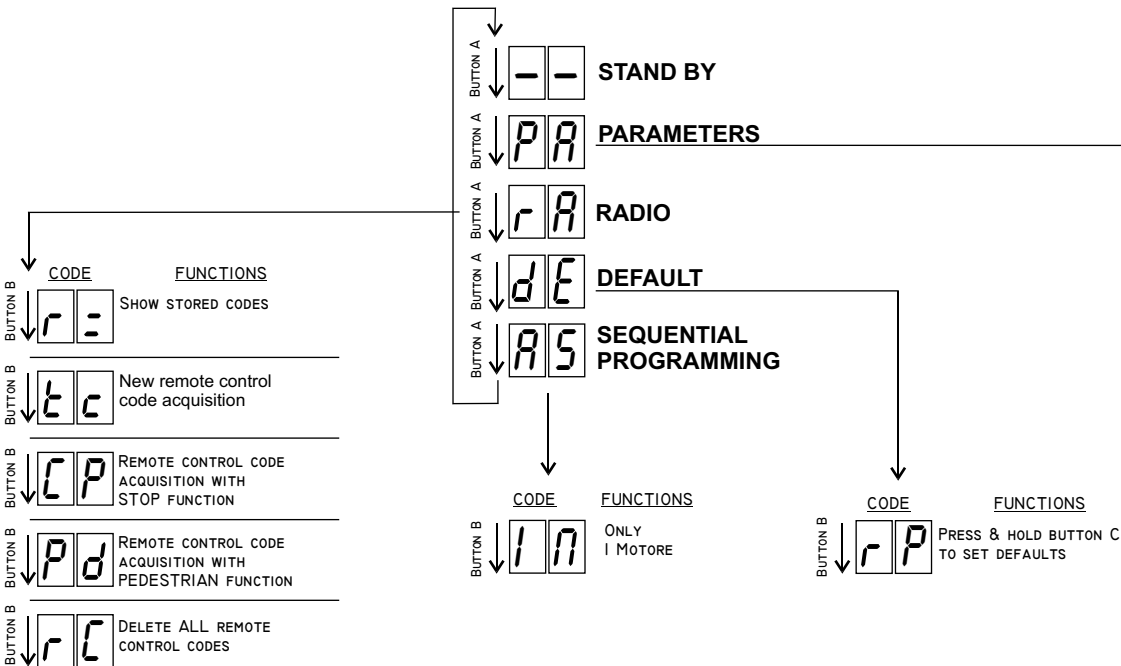 BUTTON A
-- STAND BY
BUTTON A
PA PARAMETERS
BUTTON A
rA RADIO
BUTTON A
dE DEFAULT
BUTTON A
AS SEQUENTIAL
PROGRAMMING
CODE FUNCTIONS
BUTTON B
r= SHOW STORED CODES
BUTTON B
tc New remote control
code acquisition
BUTTON B
CP REMOTE CONTROL CODE
ACQUISITION WITH
STOP FUNCTION
BUTTON B
Pd REMOTE CONTROL CODE
ACQUISITION WITH
PEDESTRIAN FUNCTION
BUTTON B
rC DELETE ALL REMOTE
CONTROL CODES
CODE FUNCTIONS
BUTTON B
1M ONLY
1 MOTORE
CODE FUNCTIONS
BUTTON B
rP PRESS & HOLD BUTTON C
TO SET DEFAULTS